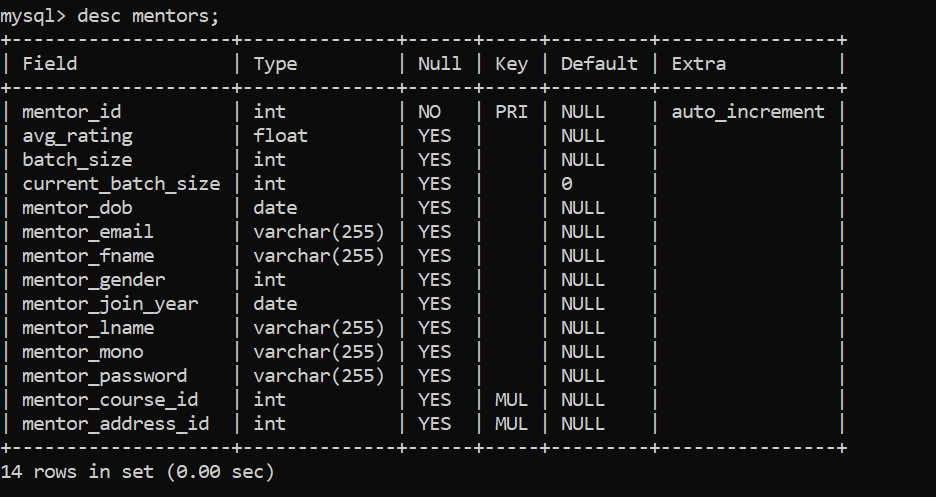 mysql> desc mentors;
+--------------------+--------------+------+-----+---------+----------------+
| Field              | Type         | Null | Key | Default | Extra          |
+--------------------+--------------+------+-----+---------+----------------+
| mentor_id          | int          | NO   | PRI | NULL    | auto_increment |
| avg_rating         | float        | YES  |     | NULL    |                |
| batch_size         | int          | YES  |     | NULL    |                |
| current_batch_size | int          | YES  |     | 0       |                |
| mentor_dob         | date         | YES  |     | NULL    |                |
| mentor_email       | varchar(255) | YES  |     | NULL    |                |
| mentor_fname       | varchar(255) | YES  |     | NULL    |                |
| mentor_gender      | int          | YES  |     | NULL    |                |
| mentor_join_year   | date         | YES  |     | NULL    |                |
| mentor_lname       | varchar(255) | YES  |     | NULL    |                |
| mentor_mono        | varchar(255) | YES  |     | NULL    |                |
| mentor_password    | varchar(255) | YES  |     | NULL    |                |
| mentor_course_id   | int          | YES  | MUL | NULL    |                |
| mentor_address_id  | int          | YES  | MUL | NULL    |                |
+--------------------+--------------+------+-----+---------+----------------+
14 rows in set (0.00 sec)